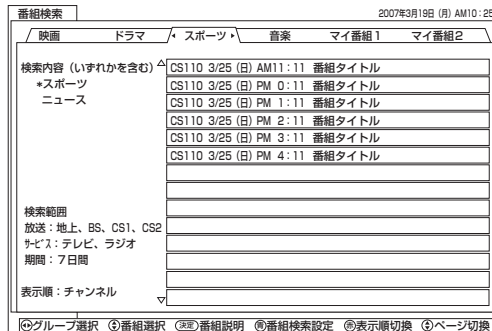 番組検索
2007年3月19日 (月) AM10:25
映画 ドラマ スポーツ 音楽 マイ番組1 マイ番組2
検索内容（いずれかを含む）
*スポーツ
ニュース
CS110 3/25 (日) AM11:11 番組タイトル
CS110 3/25 (日) PM 0:11 番組タイトル
CS110 3/25 (日) PM 1:11 番組タイトル
CS110 3/25 (日) PM 2:11 番組タイトル
CS110 3/25 (日) PM 3:11 番組タイトル
CS110 3/25 (日) PM 4:11 番組タイトル
検索範囲
放送：地上、BS、CS1、CS2
ｻｰﾋﾞｽ：テレビ、ラジオ
期間：7日間
表示順：チャンネル
グループ選択 番組選択 決定 番組説明 青 番組検索設定 赤 表示順切換 ページ切換